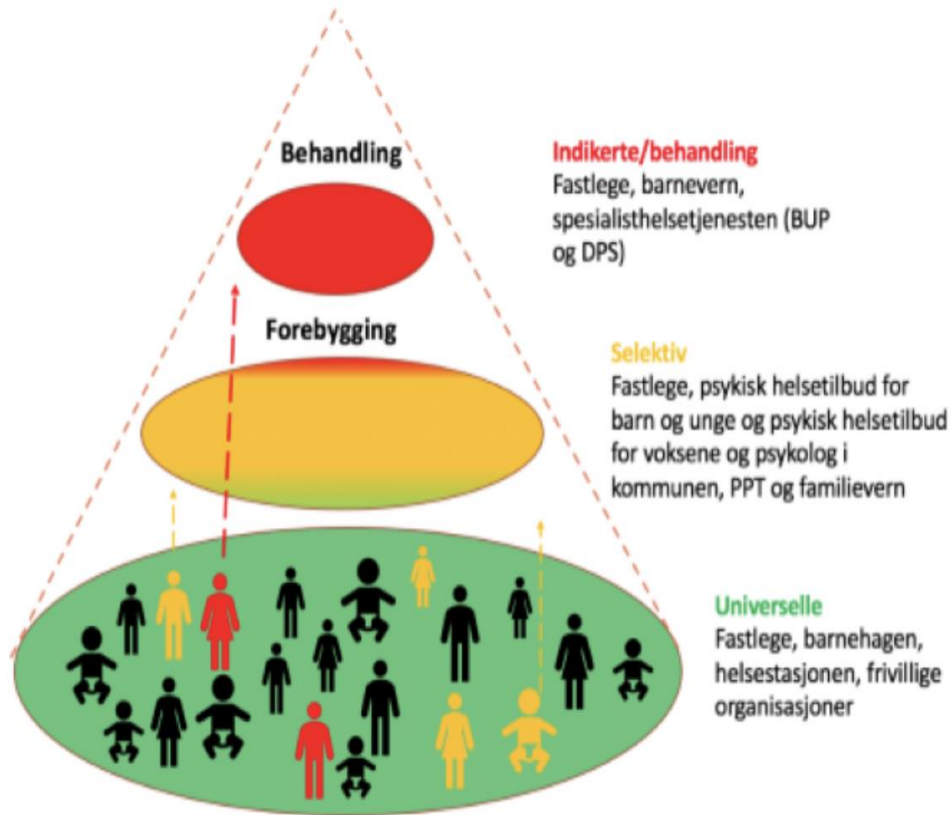 Behandling
Indikerte/behandling
Fastlege, barnevern,
spesialisthelsetjenesten (BUP
og DPS)
Forebygging
Selektiv
Fastlege, psykisk helsetilbud for
barn og unge og psykisk helsetilbud
for voksene og psykolog i
kommunen, PPT og familievern
Universelle
Fastlege, barnehagen,
helsestasjonen, frivillige
organisasjoner